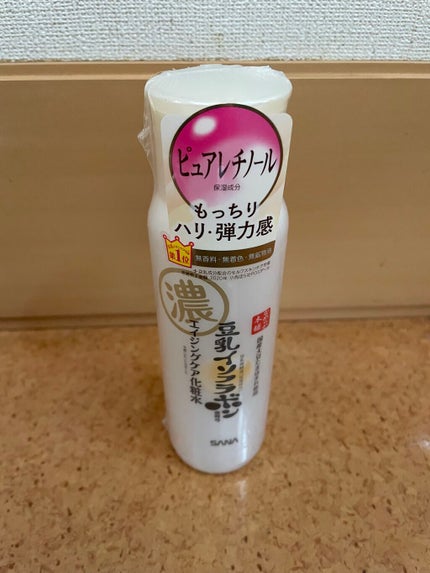 ピュアレチノール
保湿成分
もっちり
ハリ・弾力感
第1位
無香料・無着色・無鉱物油
濃
豆乳イソフラボン
エイジングケア化粧水
SANA